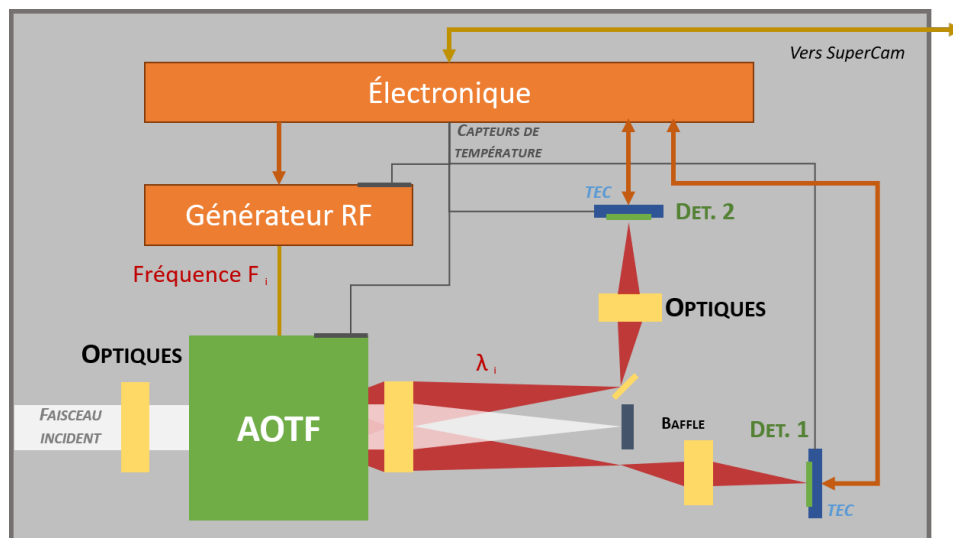 Vers SuperCam
Électronique
CAPTEURS DE
TEMPÉRATURE
TEC
DET. 2
Générateur RF
Fréquence F i
OPTIQUES
OPTIQUES
λ i
FAISCEAU
INCIDENT
AOTF
BAFFLE
DET. 1
TEC